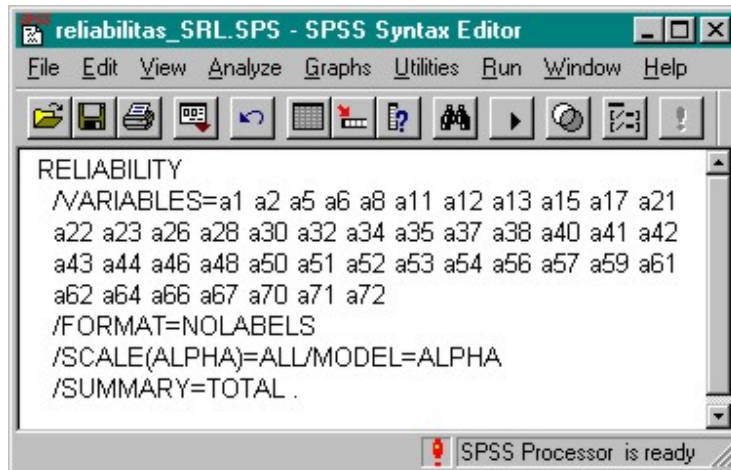 reliabilitas_SRL.SPS - SPSS Syntax Editor
File Edit View Analyze Graphs Utilities Run Window Help
RELIABILITY
/VARIABLES=a1 a2 a5 a6 a8 a11 a12 a13 a15 a17 a21
a22 a23 a26 a28 a30 a32 a34 a35 a37 a38 a40 a41 a42
a43 a44 a46 a48 a50 a51 a52 a53 a54 a56 a57 a59 a61
a62 a64 a66 a67 a70 a71 a72
/FORMAT=NOLABELS
/SCALE(ALPHA)=ALL/MODEL=ALPHA
/SUMMARY=TOTAL .
SPSS Processor is ready